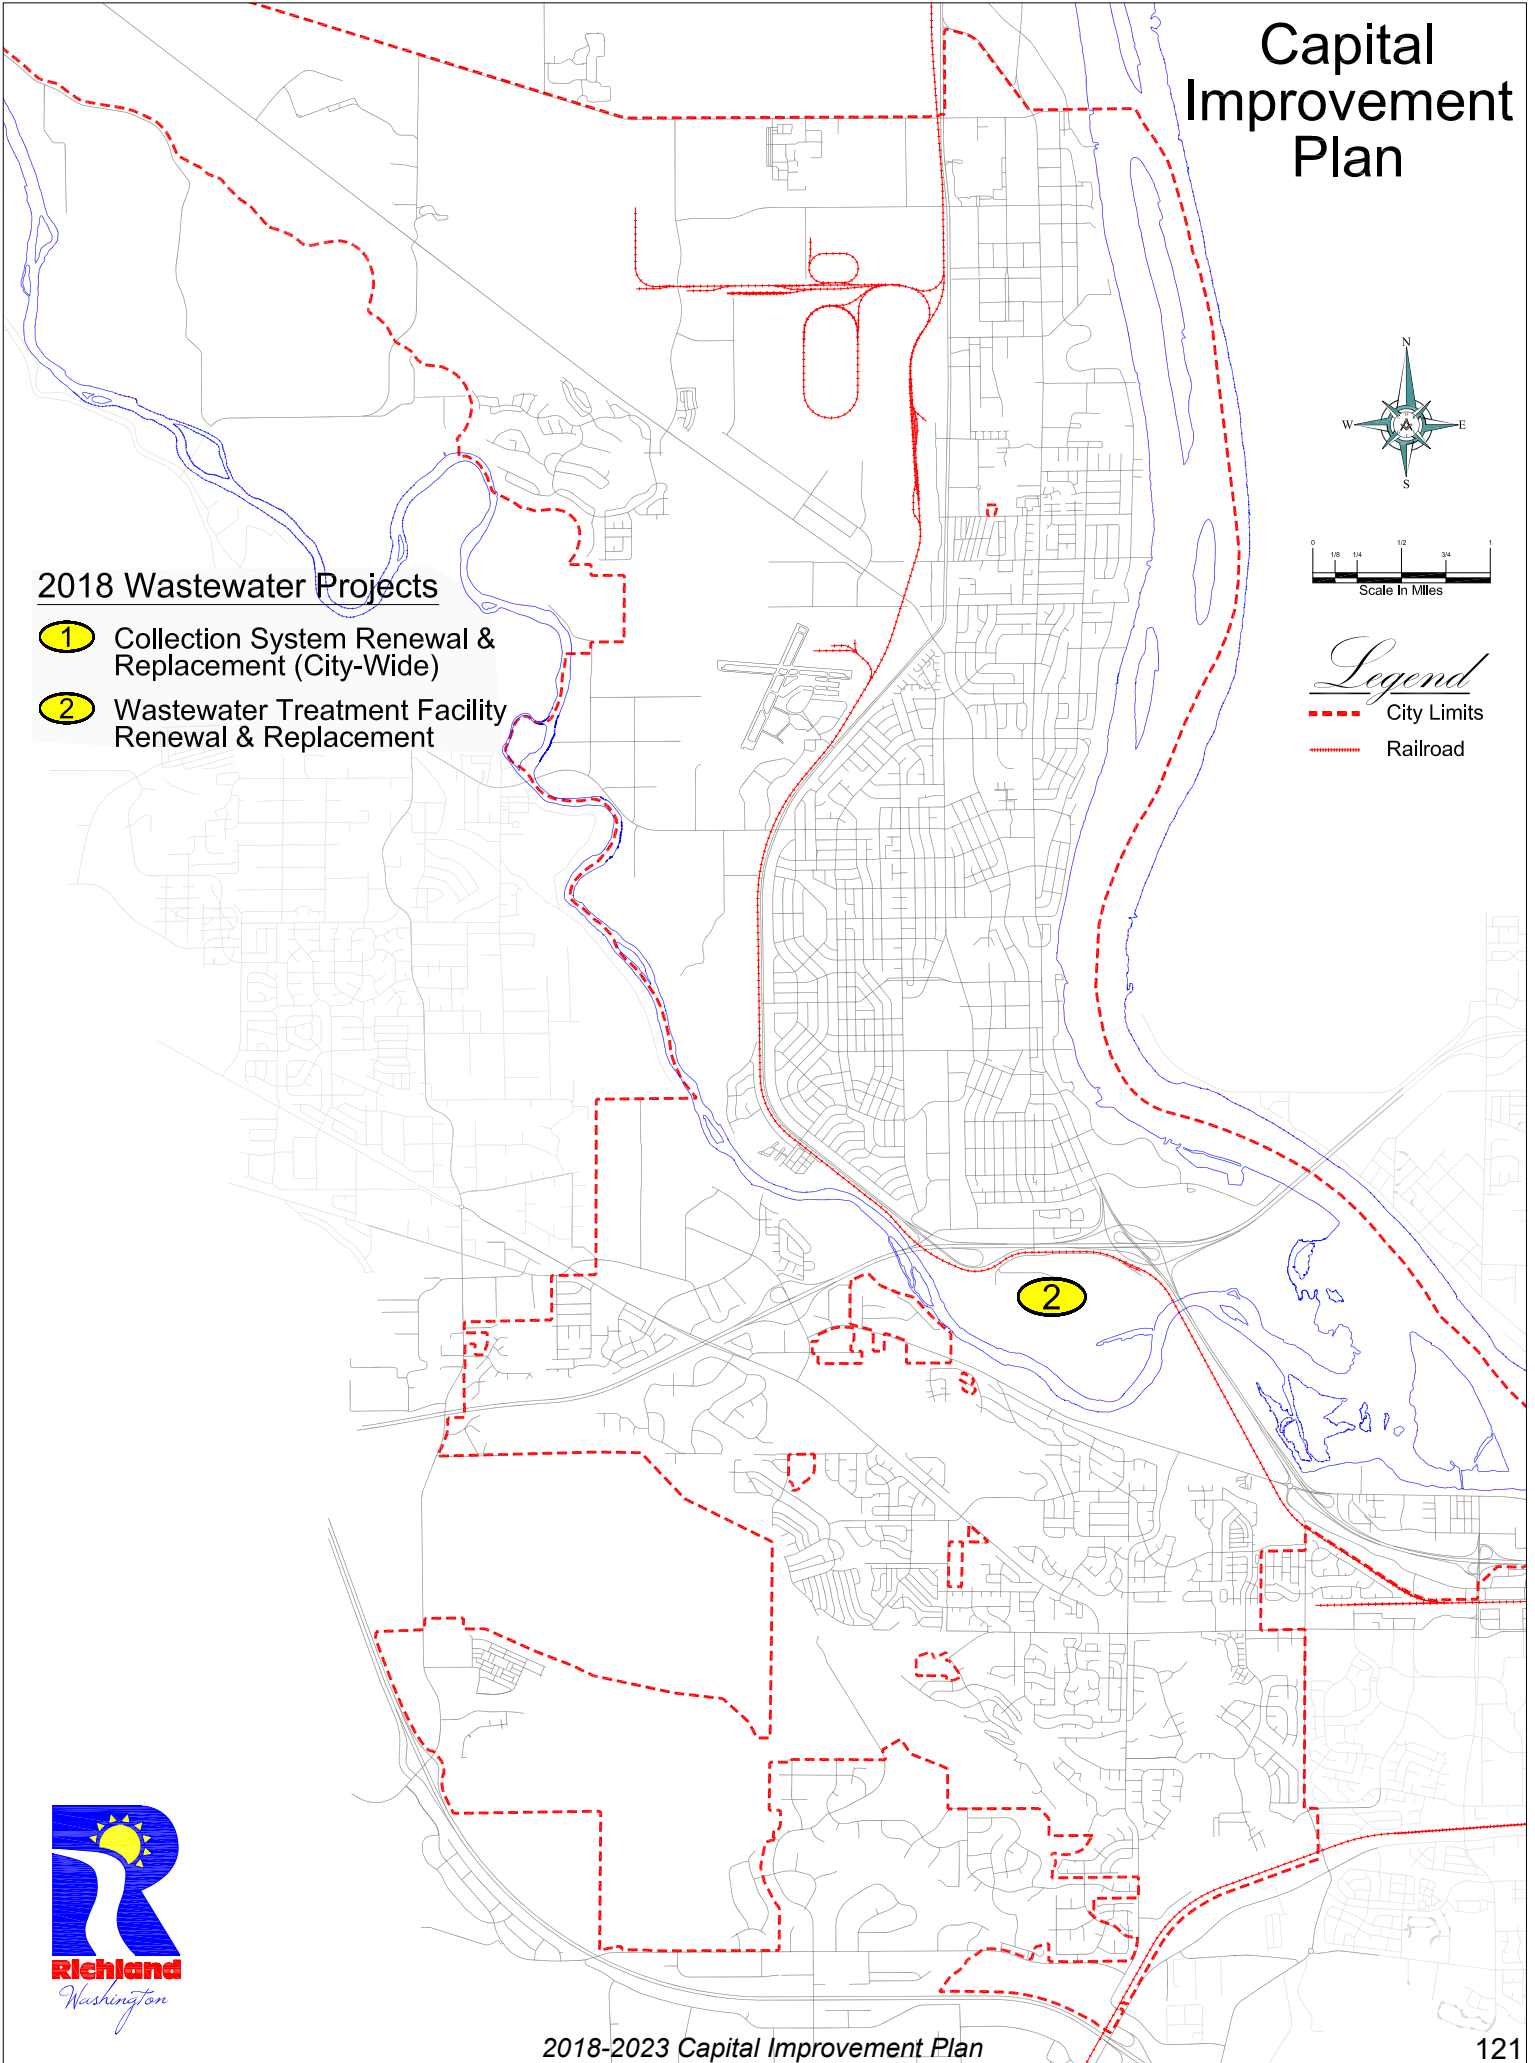 Capital
Improvement
Plan
N
W
E
S
0 1/8 1/4 1/2 3/4 1
Scale In Miles
2018 Wastewater Projects
1 Collection System Renewal &
Replacement (City-Wide)
2 Wastewater Treatment Facility
Renewal & Replacement
Legend
City Limits
Railroad
2
Richland
Washington
2018-2023 Capital Improvement Plan
121